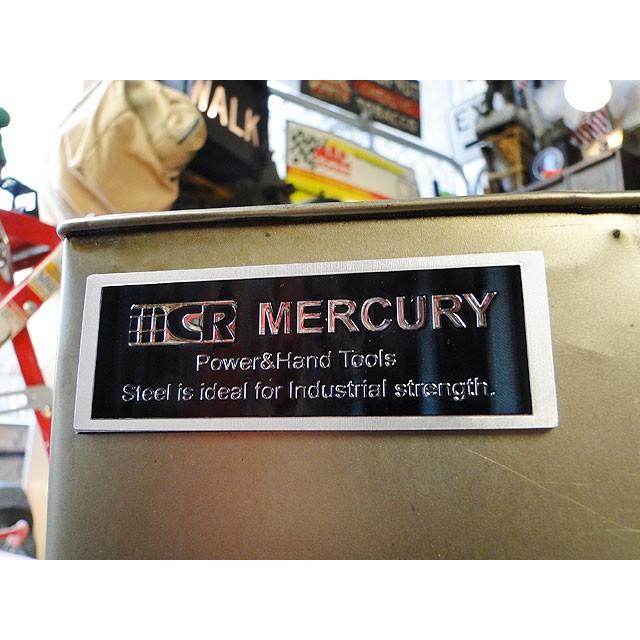 WALK
MCR MERCURY
Power&Hand Tools
Steel is ideal for Industrial strength.